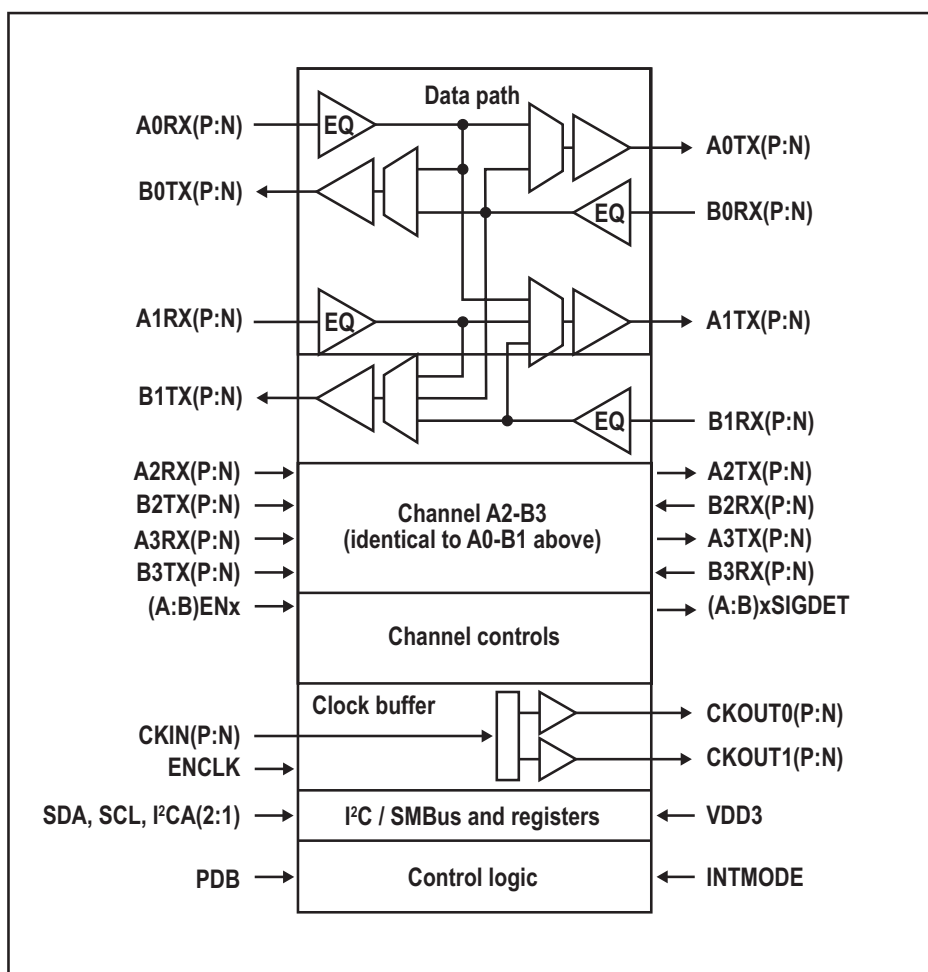 Data path
A0RX(P:N)
EQ
A0TX(P:N)
B0TX(P:N)
B0RX(P:N)
EQ
A1RX(P:N)
EQ
A1TX(P:N)
B1TX(P:N)
EQ
B1RX(P:N)
A2RX(P:N)
A2TX(P:N)
B2TX(P:N)
B2RX(P:N)
Channel A2-B3
(identical to A0-B1 above)
A3RX(P:N)
A3TX(P:N)
B3TX(P:N)
B3RX(P:N)
(A:B)ENx
(A:B)xSIGDET
Channel controls
Clock buffer
CKOUT0(P:N)
CKIN(P:N)
CKOUT1(P:N)
ENCLK
SDA, SCL, I²CA(2:1)
I²C / SMBus and registers
VDD3
PDB
Control logic
INTMODE